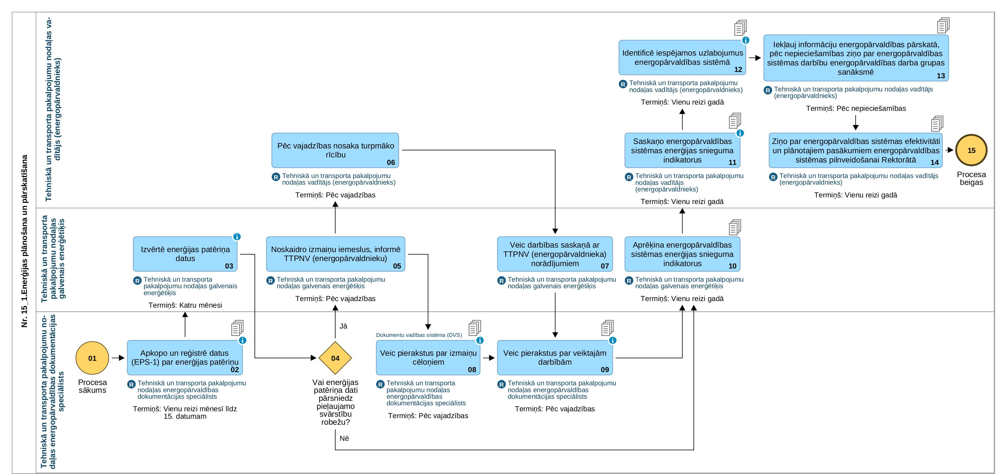 Nr. 15_1.Enerģijas plānošana un pārskatīšana
Tehniskā un transporta pakalpojumu nodaļas va-
dītājs (energopārvaldnieks)
Identificē iespējamos uzlabojumus
energopārvaldības sistēmā
12
R Tehniskā un transporta pakalpojumu
nodaļas vadītājs (energopārvaldnieks)
Termiņš: Vienu reizi gadā
Iekļauj informāciju energopārvaldības pārskatā,
pēc nepieciešamības ziņo par energopārvaldības
sistēmas darbību energopārvaldības darba grupas
sanāksmē
13
R Tehniskā un transporta pakalpojumu nodaļas vadītājs
(energopārvaldnieks)
Termiņš: Pēc nepieciešamības
Pēc vajadzības nosaka turpmāko
rīcību
06
R Tehniskā un transporta pakalpojumu
nodaļas vadītājs (energopārvaldnieks)
Termiņš: Pēc vajadzības
Saskaņo energopārvaldības
sistēmas enerģijas snieguma
indikatorus
11
R Tehniskā un transporta pakalpojumu
nodaļas vadītājs
(energopārvaldnieks)
Termiņš: Vienu reizi gadā
Ziņo par energopārvaldības sistēmas efektivitāti
un plānotajiem pasākumiem energopārvaldības
sistēmas pilnveidošanai Rektorātā
14
R Tehniskā un transporta pakalpojumu nodaļas vadītājs
(energopārvaldnieks)
Termiņš: Vienu reizi gadā
15
Procesa
beigas
Tehniskā un transporta
pakalpojumu nodaļas
galvenais enerģētiķis
Izvērtē enerģijas patēriņa
datus
03
R Tehniskā un transporta
pakalpojumu nodaļas galvenais
enerģētiķis
Termiņš: Katru mēnesi
Noskaidro izmaiņu iemeslus, informē
TTPNV (energopārvaldnieku)
05
R Tehniskā un transporta pakalpojumu
nodaļas galvenais enerģētiķis
Termiņš: Pēc vajadzības
Veic darbības saskaņā ar
TTPNV (energopārvaldnieka)
norādījumiem
07
R Tehniskā un transporta pakalpojumu
nodaļas galvenais enerģētiķis
Aprēķina energopārvaldības
sistēmas enerģijas snieguma
indikatorus
10
R Tehniskā un transporta pakalpojumu
nodaļas galvenais enerģētiķis
Termiņš: Vienu reizi gadā
Tehniskā un transporta pakalpojumu no-
daļas energopārvaldības dokumentācijas
speciālists
01
Procesa
sākums
Apkopo un reģistrē datus
(EPS-1) par enerģijas patēriņu
02
R Tehniskā un transporta pakalpojumu
nodaļas energopārvaldības
dokumentācijas speciālists
Termiņš: Vienu reizi mēnesī līdz
15. datumam
Jā
04
Vai enerģijas
patēriņa dati
pārsniedz
pieļaujamo
svārstību
robežu?
Nē
Dokumentu vadības sistēma (DVS)
Veic pierakstus par izmaiņu
cēloņiem
08
R Tehniskā un transporta
pakalpojumu nodaļas
energopārvaldības
dokumentācijas speciālists
Termiņš: Pēc vajadzības
Veic pierakstus par veiktajām
darbībām
09
R Tehniskā un transporta pakalpojumu
nodaļas energopārvaldības
dokumentācijas speciālists
Termiņš: Pēc vajadzības